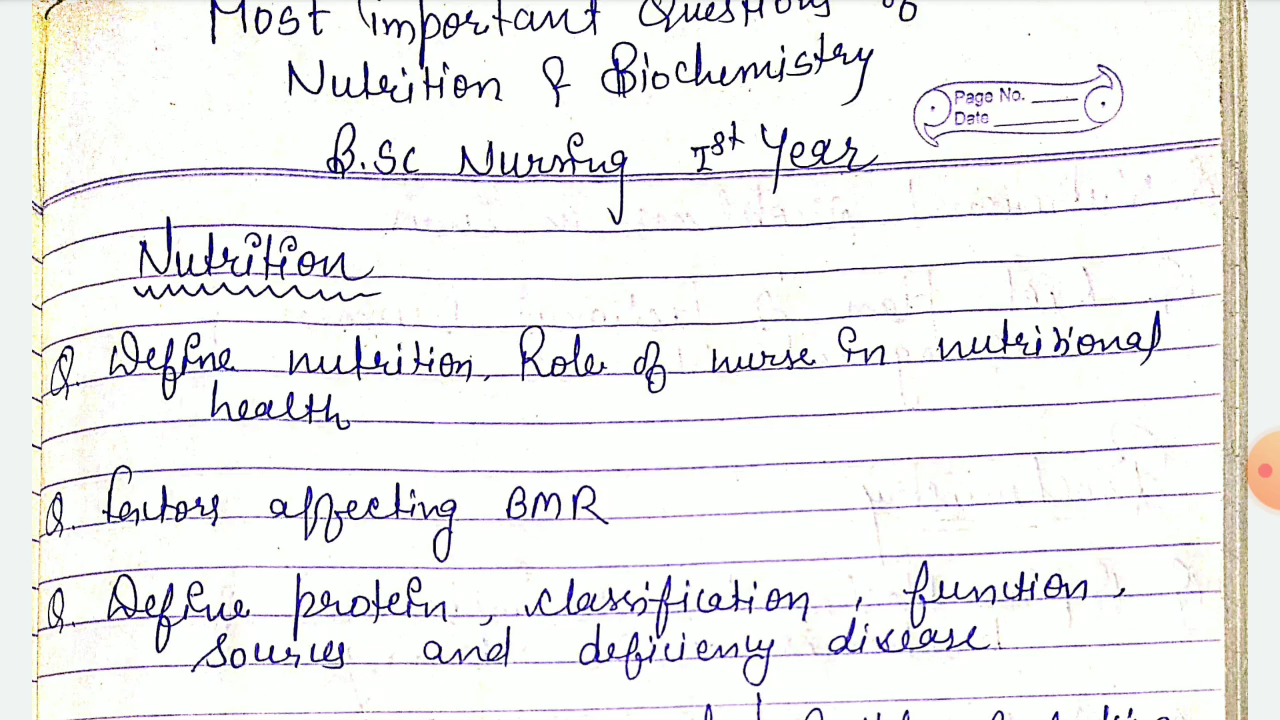 Most important Questions of
Nutrition & Biochemistry
Page No.
Date
B.Sc Nursing Ist Year
Nutrition
Q. Define nutrition, Role of nurse in nutritional
health
Q. factors affecting BMR
Q. Define protein, classification, function,
sources and deficiency disease.